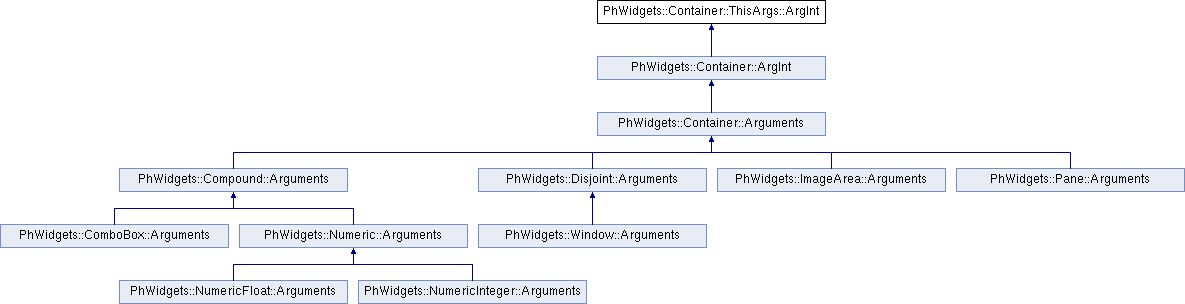 PhWidgets::Container::ThisArgs::ArgInt
PhWidgets::Container::ArgInt
PhWidgets::Container::Arguments
PhWidgets::Compound::Arguments
PhWidgets::Disjoint::Arguments
PhWidgets::ImageArea::Arguments
PhWidgets::Pane::Arguments
PhWidgets::ComboBox::Arguments
PhWidgets::Numeric::Arguments
PhWidgets::Window::Arguments
PhWidgets::NumericFloat::Arguments
PhWidgets::NumericInteger::Arguments